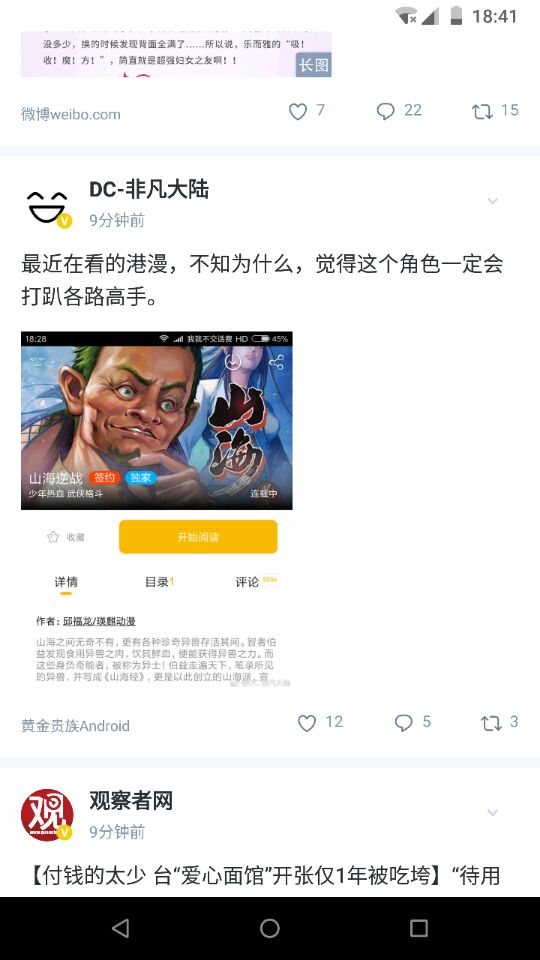 18:41
没多少，换的时候发现背面全满了……所以说，乐而雅的“吸！
收！魔！方！”，简直就是超强妇女之友啊！！
长图
微博weibo.com
7
22
15
DC-非凡大陆
9分钟前
最近在看的港漫，不知为什么，觉得这个角色一定会
打趴各路高手。
18:28
我就不交话费 HD
45%
山海
山海逆战
签约
独家
少年热血 武侠格斗
连载中
收藏
开始阅读
详情
目录1
评论
999+
作者：邱福龙/瑛麒动漫
山海之间无奇不有，更有各种珍奇异兽存活其间。智者伯
益发现食用异兽之肉，饮其鲜血，便能获得异兽之力。而
这些身负奇能者，被称为异士！伯益走遍天下，笔录所见
的异兽，并写成《山海经》，更是以此创立的山海派，宣
黄金贵族Android
12
5
3
观
观察者网
9分钟前
【付钱的太少 台“爱心面馆”开张仅1年被吃垮】“待用